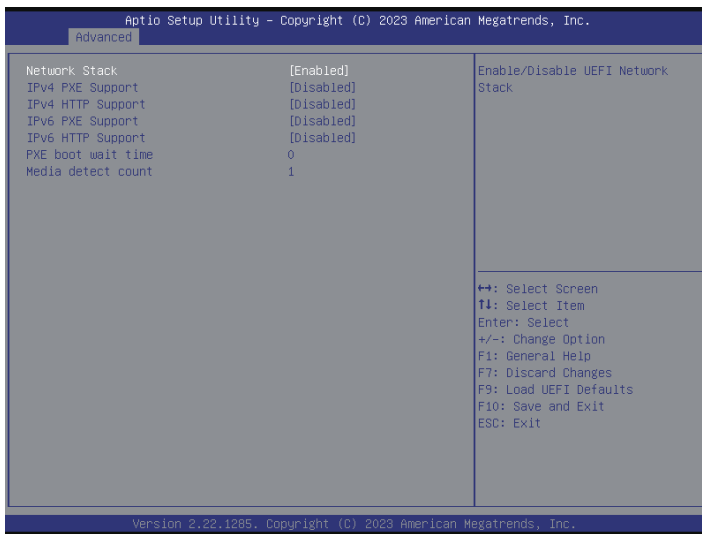 Aptio Setup Utility – Copyright (C) 2023 American Megatrends, Inc.
Advanced
Network Stack [Enabled]
IPv4 PXE Support [Disabled]
IPv4 HTTP Support [Disabled]
IPv6 PXE Support [Disabled]
IPv6 HTTP Support [Disabled]
PXE boot wait time 0
Media detect count 1
Enable/Disable UEFI Network
Stack
↔: Select Screen
↑↓: Select Item
Enter: Select
+/-: Change Option
F1: General Help
F7: Discard Changes
F9: Load UEFI Defaults
F10: Save and Exit
ESC: Exit
Version 2.22.1285. Copyright (C) 2023 American Megatrends, Inc.